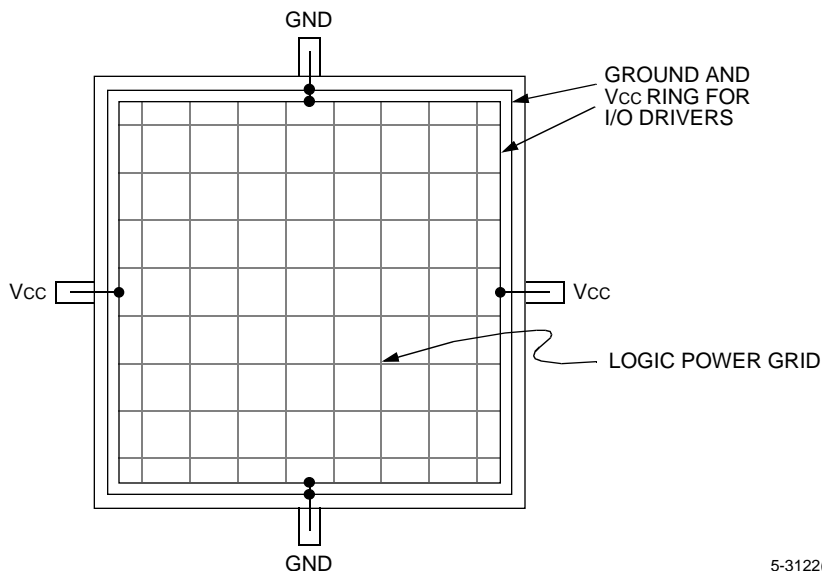 GND
GROUND AND
VCC RING FOR
I/O DRIVERS
VCC
VCC
LOGIC POWER GRID
GND